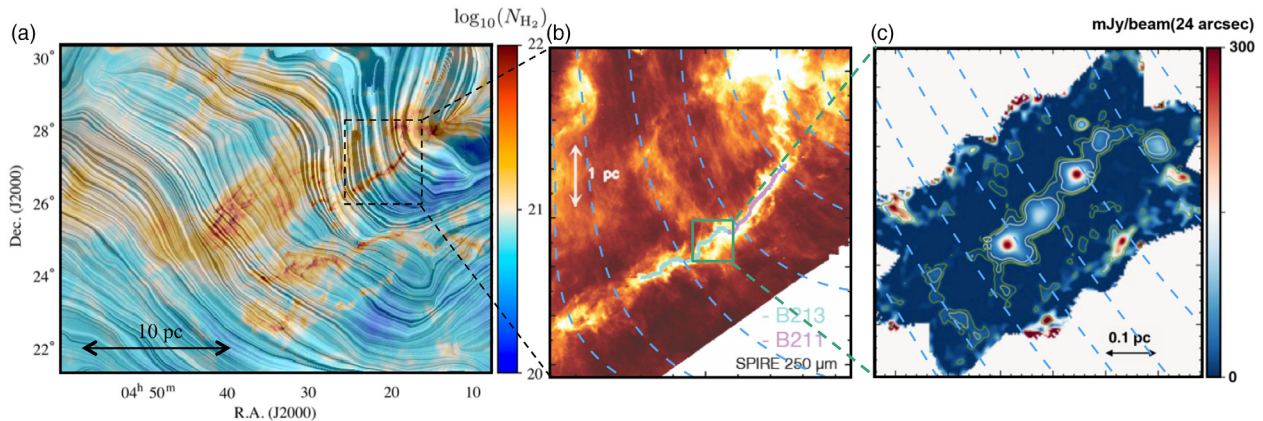 (a)
log₁₀(N_H₂)
(b)
(c)
mJy/beam(24 arcsec)
30°
28°
26°
24°
22°
Dec. (J2000)
10 pc
04ʰ 50ᵐ
40
30
20
10
R.A. (J2000)
22
21
20
1 pc
- B213
- B211
SPIRE 250 µm
0.1 pc
300
0